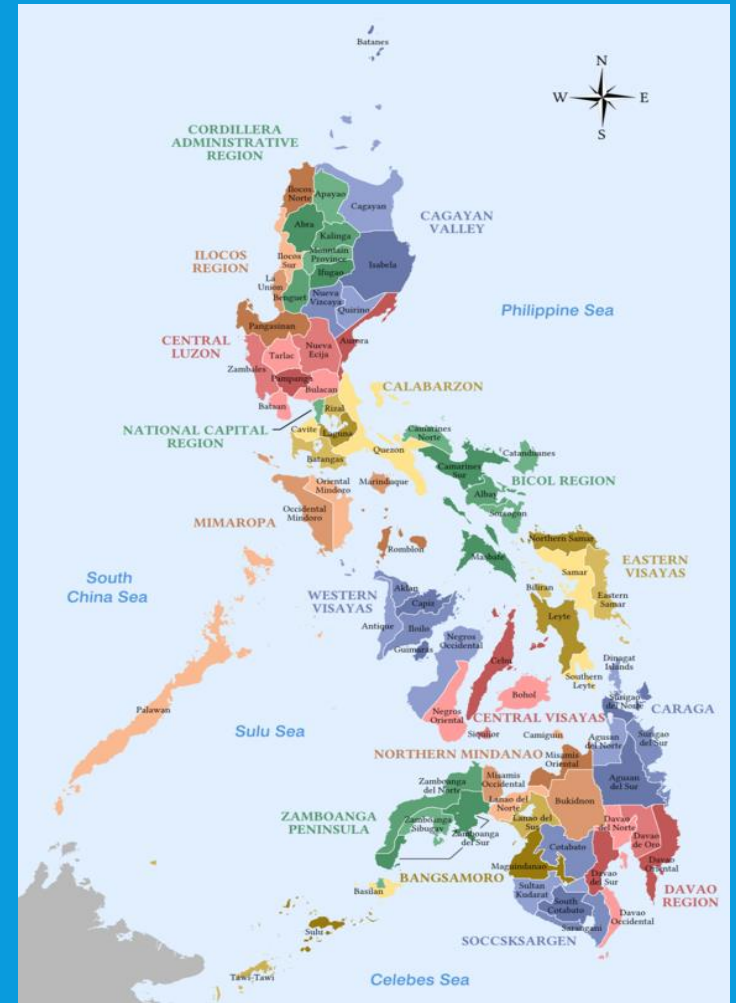 Batanes
N
W E
S
CORDILLERA
ADMINISTRATIVE
REGION
Ilocos
Norte
Apayao
Cagayan
CAGAYAN
VALLEY
Abra
Kalinga
Mountain
Province
ILOCOS
REGION
Ilocos
Sur
Ifugao
Isabela
La
Union
Benguet
Nueva
Vizcaya
Quirino
Philippine Sea
Pangasinan
CENTRAL
LUZON
Aurora
Nueva
Ecija
Tarlac
Zambales
Pampanga
Bulacan
CALABARZON
Bataan
Rizal
NATIONAL CAPITAL
REGION
Cavite
Laguna
Camarines
Norte
Quezon
Batangas
Catanduanes
Camarines
Sur
BICOL REGION
Oriental
Mindoro
Marinduque
Albay
Occidental
Mindoro
Sorsogon
MIMAROPA
Northern Samar
Romblon
Masbate
EASTERN
VISAYAS
Samar
South
China Sea
WESTERN
VISAYAS
Aklan
Biliran
Eastern
Samar
Capiz
Leyte
Antique
Iloilo
Negros
Occidental
Guimaras
Cebu
Dinagat
Islands
Southern
Leyte
Bohol
Surigao
del Norte
CARAGA
Palawan
Negros
Oriental
CENTRAL VISAYAS
Sulu Sea
Siquijor
Camiguin
Agusan
del Norte
Surigao
del Sur
NORTHERN MINDANAO
Misamis
Oriental
Zamboanga
del Norte
Misamis
Occidental
Agusan
del Sur
Lanao del
Norte
Bukidnon
ZAMBOANGA
PENINSULA
Zamboanga
Sibugay
Lanao del
Sur
Davao
del Norte
Davao
de Oro
Zamboanga
del Sur
Cotabato
Maguindanao
Davao
Oriental
BANGSAMORO
Davao
del Sur
Basilan
Sultan
Kudarat
DAVAO
REGION
South
Cotabato
Davao
Occidental
Sarangani
Sulu
SOCCSKSARGEN
Tawi-Tawi
Celebes Sea